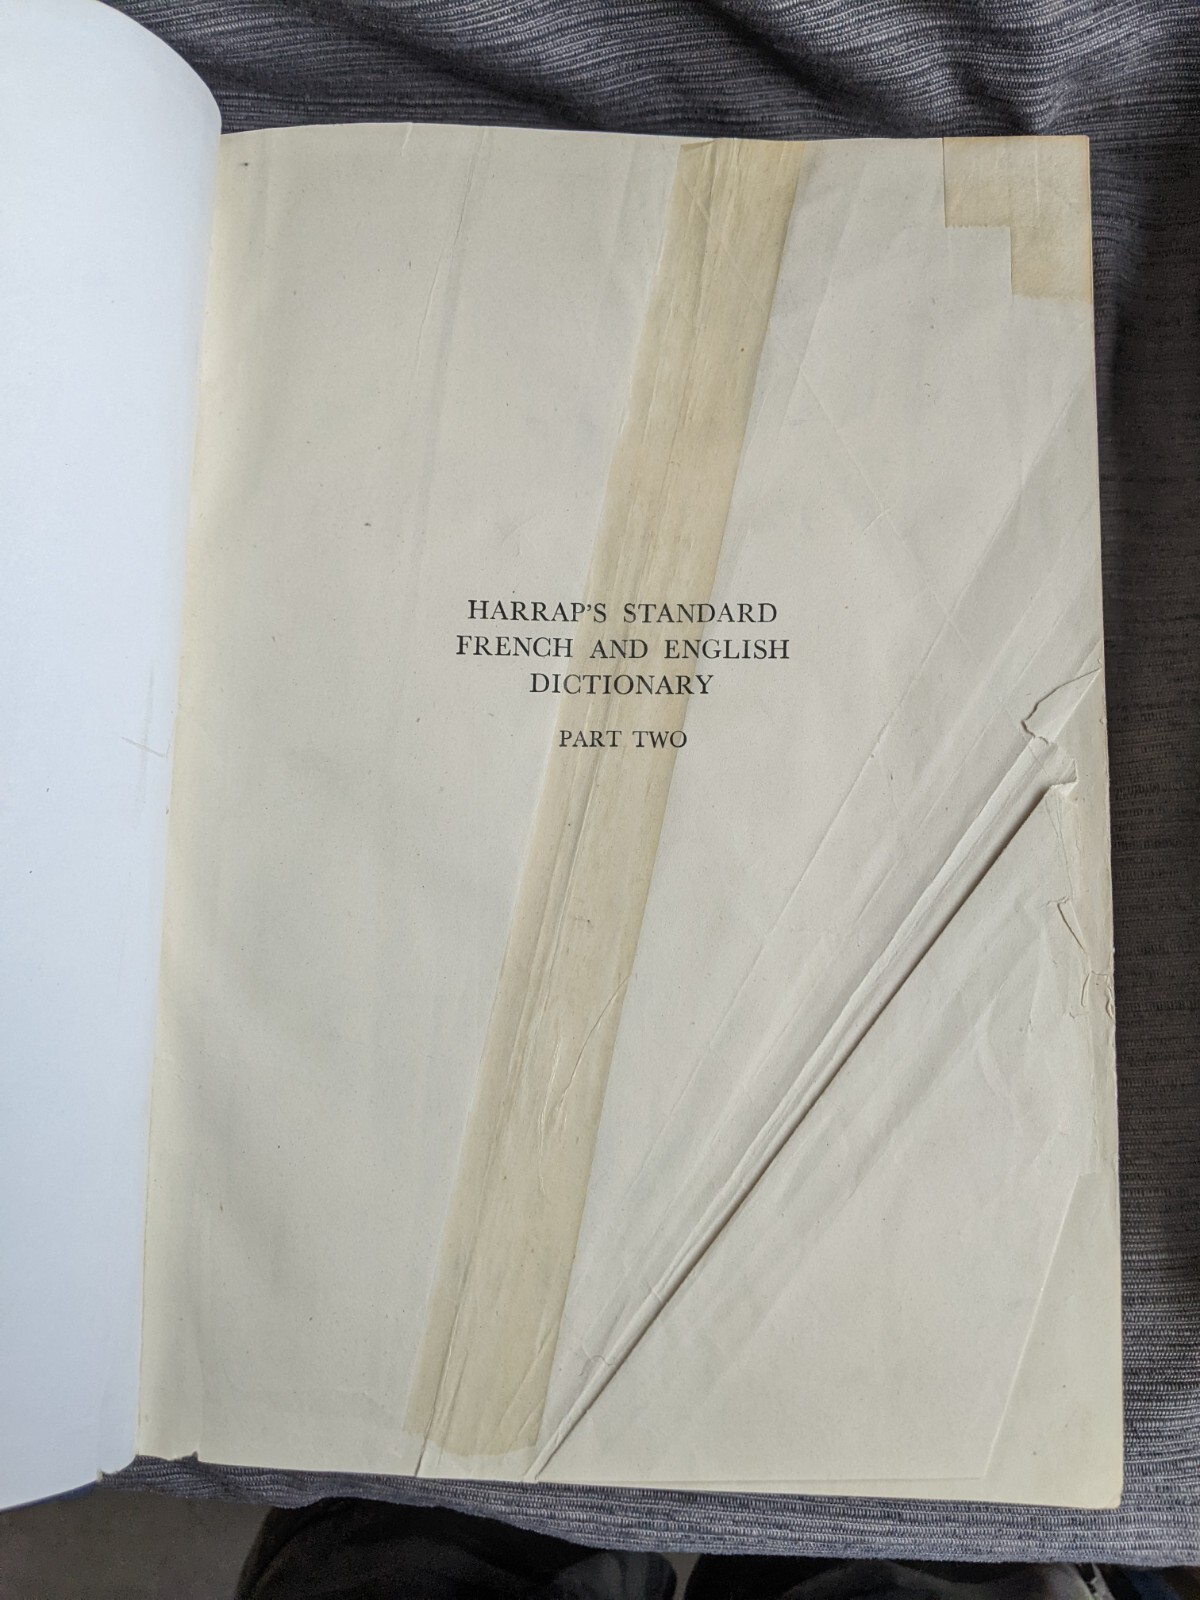 HARRAP'S STANDARD
FRENCH AND ENGLISH
DICTIONARY
PART TWO